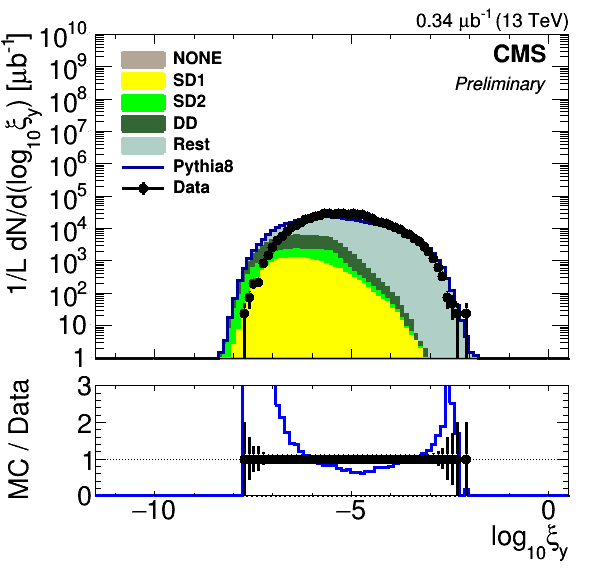 0.34 μb⁻¹ (13 TeV)
1/L dN/d(log₁₀ξ_y) [μb⁻¹]
10¹⁰
10⁹
10⁸
10⁷
10⁶
10⁵
10⁴
10³
10²
10
1
CMS
Preliminary
NONE
SD1
SD2
DD
Rest
Pythia8
Data
MC / Data
3
2
1
0
−10 −5 0
log₁₀ξ_y